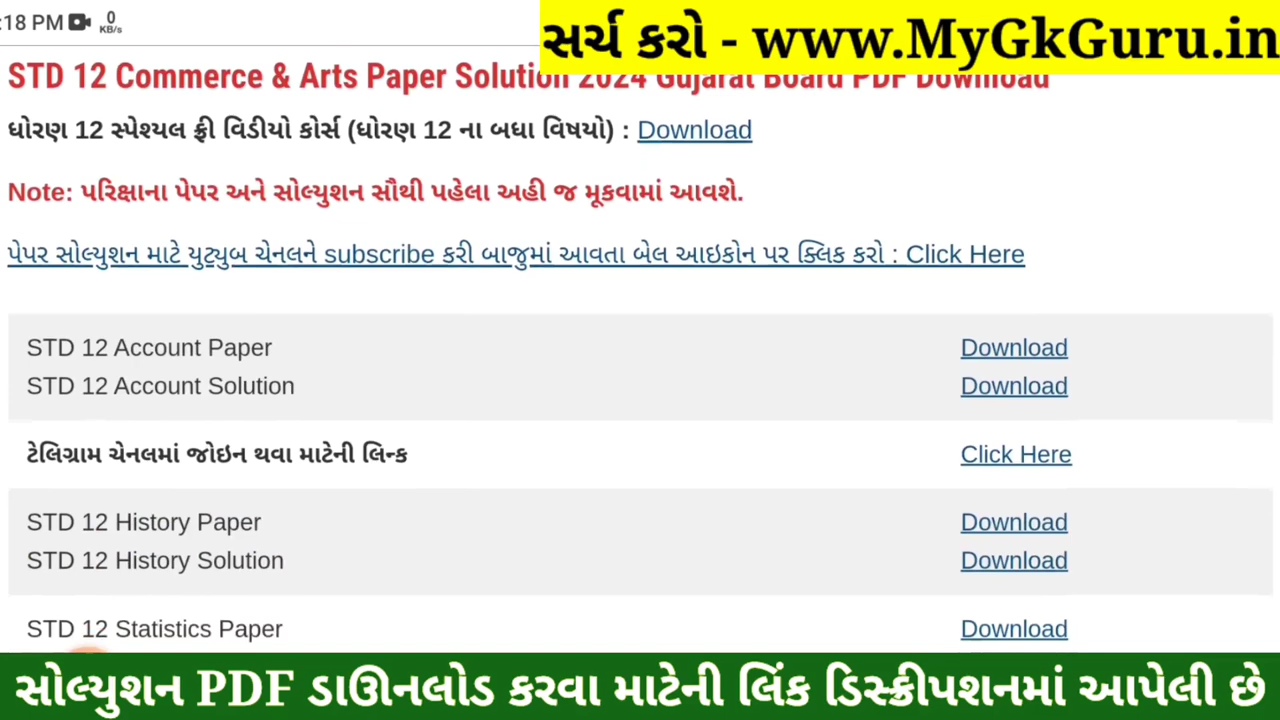 :18 PM 0 KB/s
સર્ચ કરો - www.MyGkGuru.in
STD 12 Commerce & Arts Paper Solution 2024 Gujarat Board PDF Download
ધોરણ 12 સ્પેશ્યલ ફ્રી વિડીયો કોર્સ (ધોરણ 12 ના બધા વિષયો) : Download
Note: પરિક્ષાના પેપર અને સોલ્યુશન સૌથી પહેલા અહી જ મૂકવામાં આવશે.
પેપર સોલ્યુશન માટે યુટ્યુબ ચેનલને subscribe કરી બાજુમાં આવતા બેલ આઇકોન પર ક્લિક કરો : Click Here
STD 12 Account Paper Download
STD 12 Account Solution Download
ટેલિગ્રામ ચેનલમાં જોઇન થવા માટેની લિન્ક Click Here
STD 12 History Paper Download
STD 12 History Solution Download
STD 12 Statistics Paper Download
સોલ્યુશન PDF ડાઊનલોડ કરવા માટેની લિંક ડિસ્ક્રીપશનમાં આપેલી છે